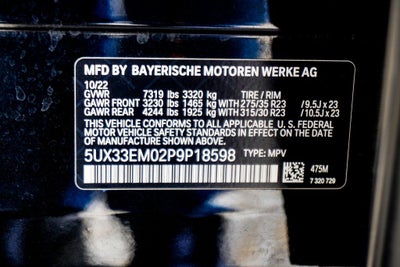 MFD BY BAYERISCHE MOTOREN WERKE AG
10/22
GVWR 7319 lbs 3320 kg TIRE / RIM
GAWR FRONT 3230 lbs 1465 kg WITH 275/35 R23 / 9.5J x 23
GAWR REAR 4244 lbs 1925 kg WITH 315/30 R23 / 10.5J x 23
THIS VEHICLE CONFORMS TO ALL APPLICABLE U.S. FEDERAL
MOTOR VEHICLE SAFETY STANDARDS IN EFFECT ON THE
DATE OF MANUFACTURE SHOWN ABOVE.
5UX33EM02P9P18598 TYPE: MPV
475M
7 320 729